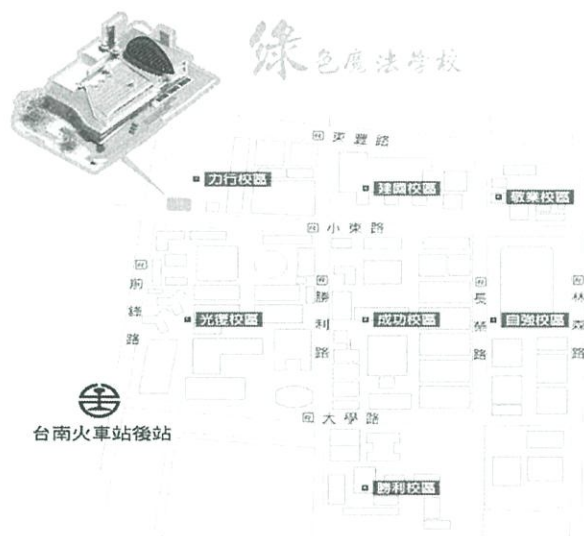 綠色魔法學校
東豐路
力行校區
建國校區
敬業校區
小東路
前鋒路
勝利路
長榮路
林森路
光復校區
成功校區
自強校區
大學路
台南火車站後站
勝利校區